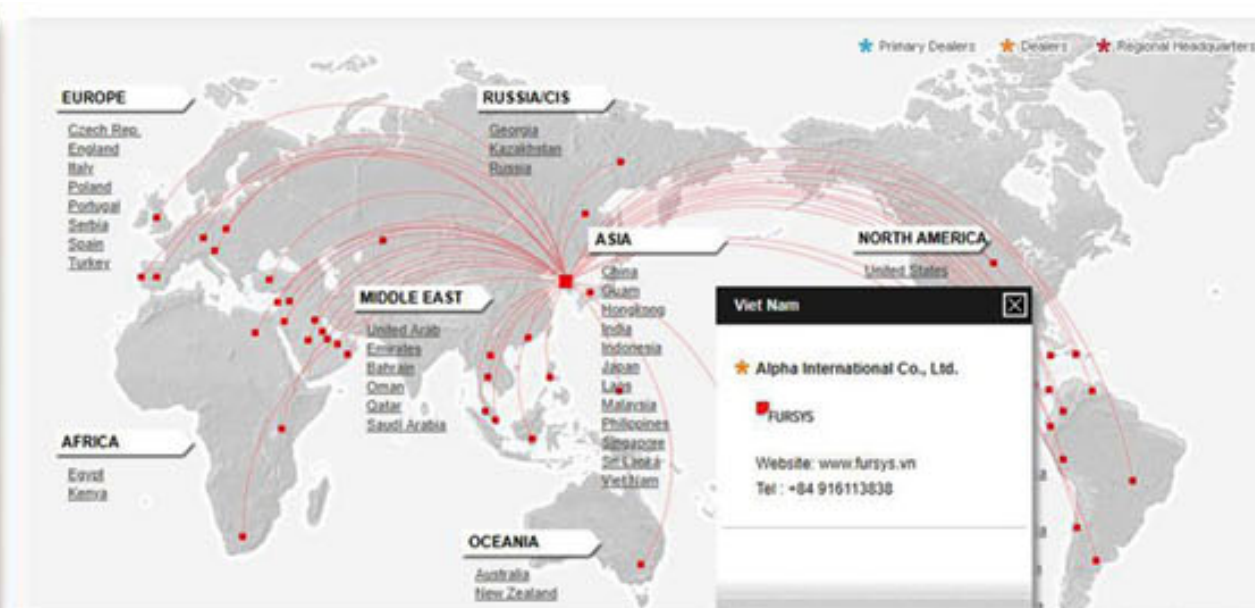 Primary Dealers
Dealers
Regional Headquarters
EUROPE
Czech Rep.
England
Italy
Poland
Portugal
Serbia
Spain
Turkey
RUSSIA/CIS
Georgia
Kazakhstan
Russia
ASIA
China
Guam
Hongkong
India
Indonesia
Japan
Laos
Malaysia
Philippines
Singapore
Sri Lanka
Viet Nam
NORTH AMERICA
United States
MIDDLE EAST
United Arab
Emirates
Bahrain
Oman
Qatar
Saudi Arabia
AFRICA
Egypt
Kenya
OCEANIA
Australia
New Zealand
Viet Nam
Alpha International Co., Ltd.
FURSYS
Website: www.fursys.vn
Tel : +84 916113838